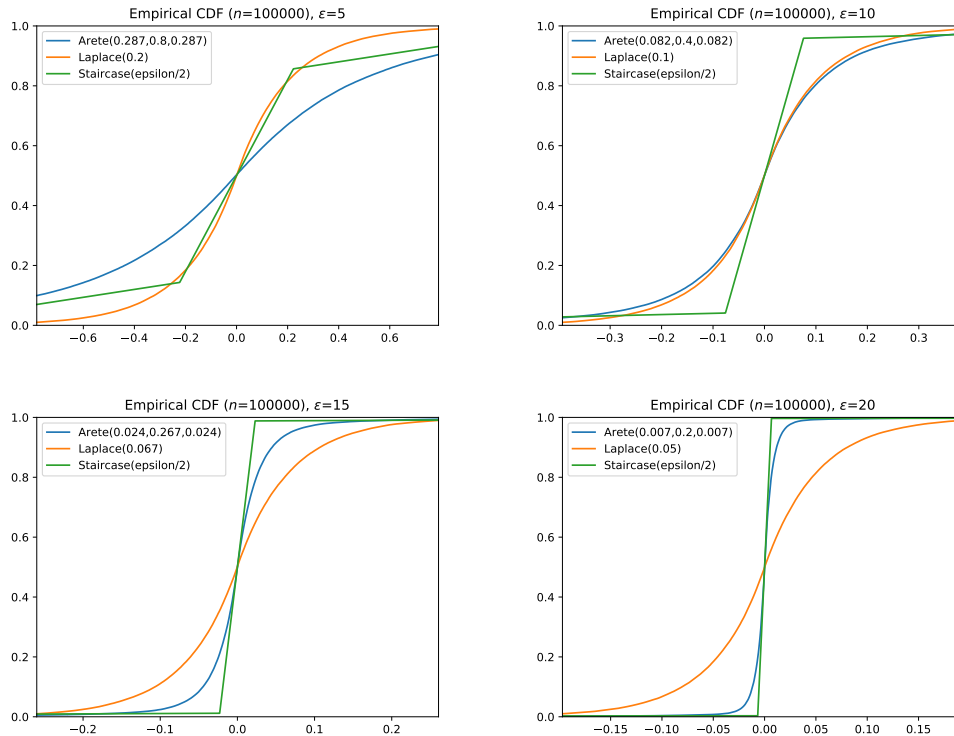 Empirical CDF (n=100000), ε=5
Arete(0.287,0.8,0.287)
Laplace(0.2)
Staircase(epsilon/2)
1.0
0.8
0.6
0.4
0.2
0.0
−0.6 −0.4 −0.2 0.0 0.2 0.4 0.6
Empirical CDF (n=100000), ε=10
Arete(0.082,0.4,0.082)
Laplace(0.1)
Staircase(epsilon/2)
1.0
0.8
0.6
0.4
0.2
0.0
−0.3 −0.2 −0.1 0.0 0.1 0.2 0.3
Empirical CDF (n=100000), ε=15
Arete(0.024,0.267,0.024)
Laplace(0.067)
Staircase(epsilon/2)
1.0
0.8
0.6
0.4
0.2
0.0
−0.2 −0.1 0.0 0.1 0.2
Empirical CDF (n=100000), ε=20
Arete(0.007,0.2,0.007)
Laplace(0.05)
Staircase(epsilon/2)
1.0
0.8
0.6
0.4
0.2
0.0
−0.15 −0.10 −0.05 0.00 0.05 0.10 0.15